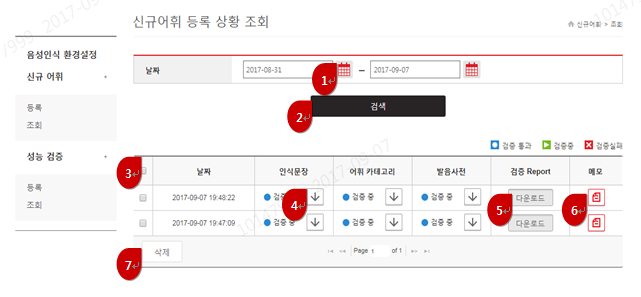 신규어휘 등록 상황 조회
신규어휘 > 조회
음성인식 환경설정
신규 어휘
등록
조회
성능 검증
등록
조회
날짜
2017-08-31
1
–
2017-09-07
2
검색
검증 통과
검증중
검증실패
3
날짜
인식문장
어휘 카테고리
발음사전
검증 Report
메모
2017-09-07 19:48:22
검증 중
4
검증 중
검증 중
5
다운로드
6
2017-09-07 19:47:09
검증 중
검증 중
검증 중
다운로드
7
삭제
Page 1 of 1